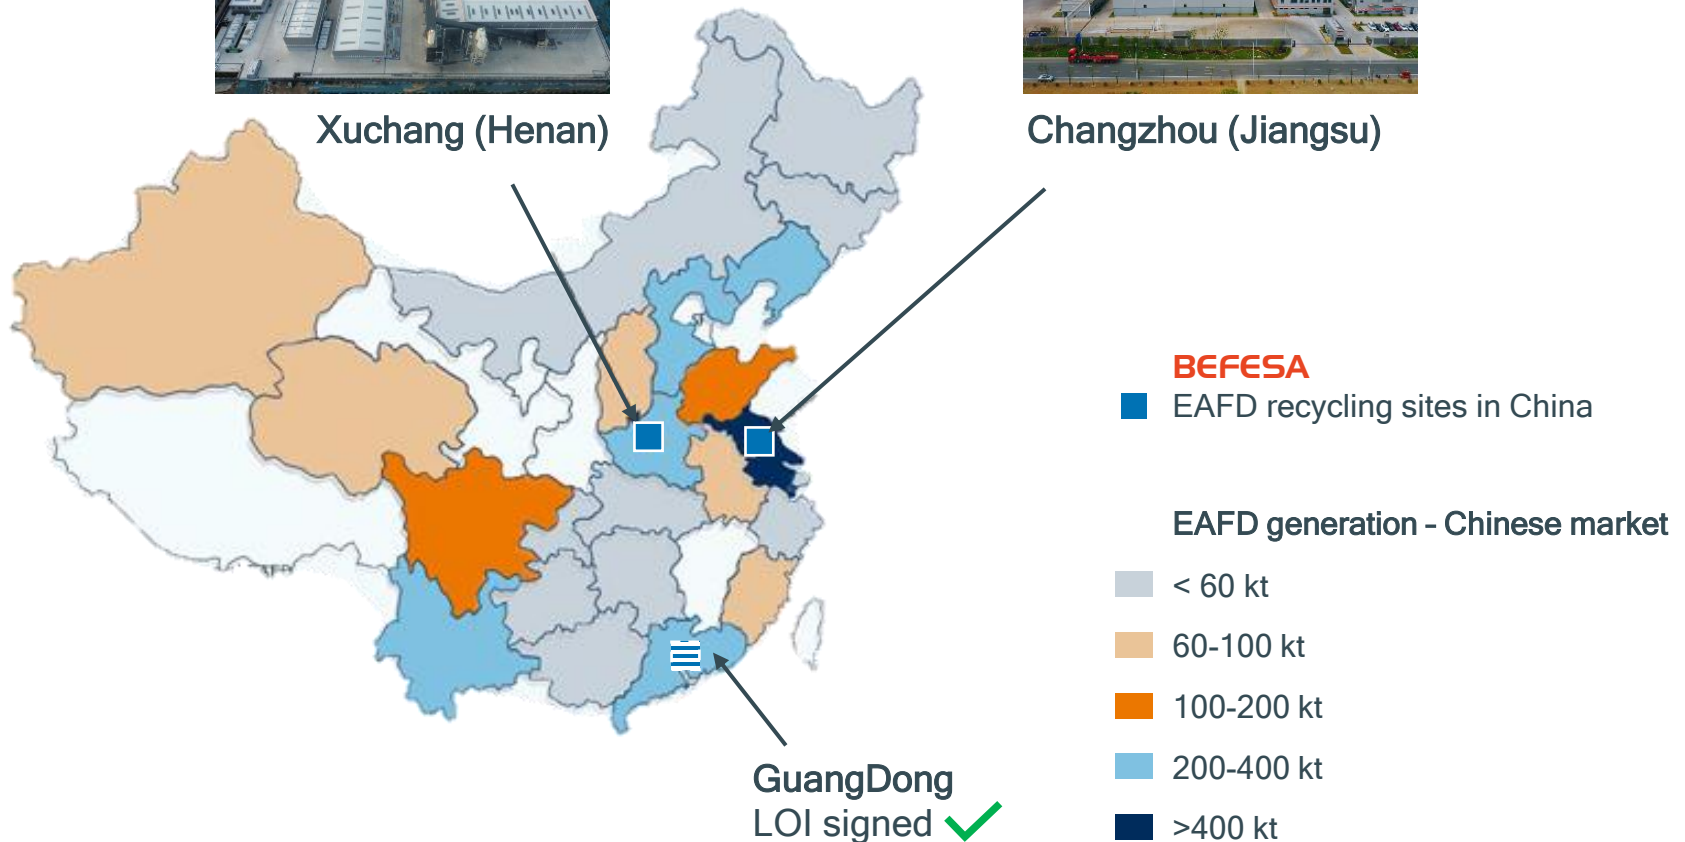 Xuchang (Henan)
Changzhou (Jiangsu)
BEFESA
EAFD recycling sites in China
EAFD generation - Chinese market
< 60 kt
60-100 kt
100-200 kt
200-400 kt
>400 kt
GuangDong
LOI signed